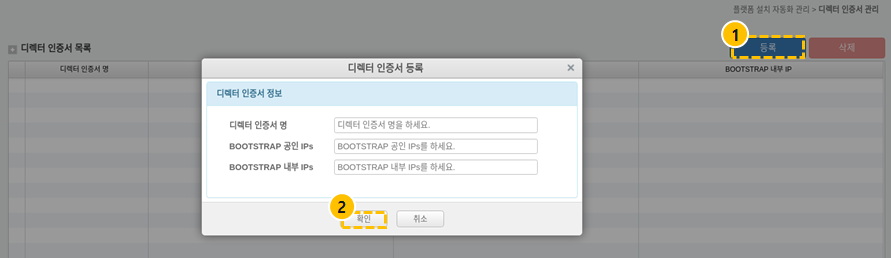 플랫폼 설치 자동화 관리 > 디렉터 인증서 관리
1
디렉터 인증서 목록
등록
삭제
디렉터 인증서 명
BOOTSTRAP 내부 IP
디렉터 인증서 등록
×
디렉터 인증서 정보
디렉터 인증서 명
디렉터 인증서 명을 하세요.
BOOTSTRAP 공인 IPs
BOOTSTRAP 공인 IPs를 하세요.
BOOTSTRAP 내부 IPs
BOOTSTRAP 내부 IPs를 하세요.
2
확인
취소